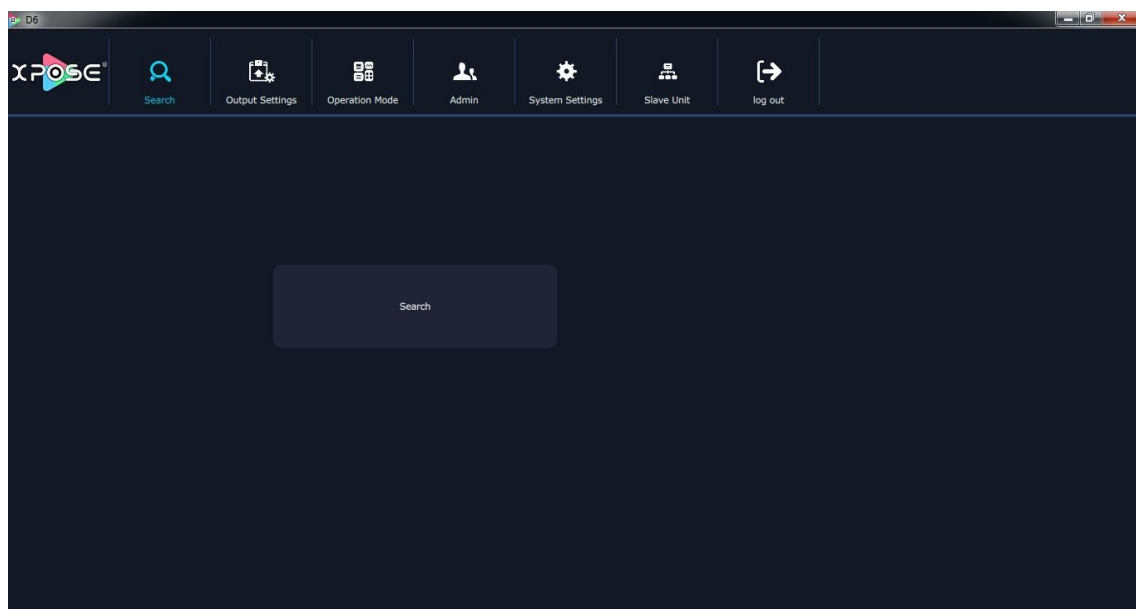 D6
XPOSE®
Search
Output Settings
Operation Mode
Admin
System Settings
Slave Unit
log out
Search